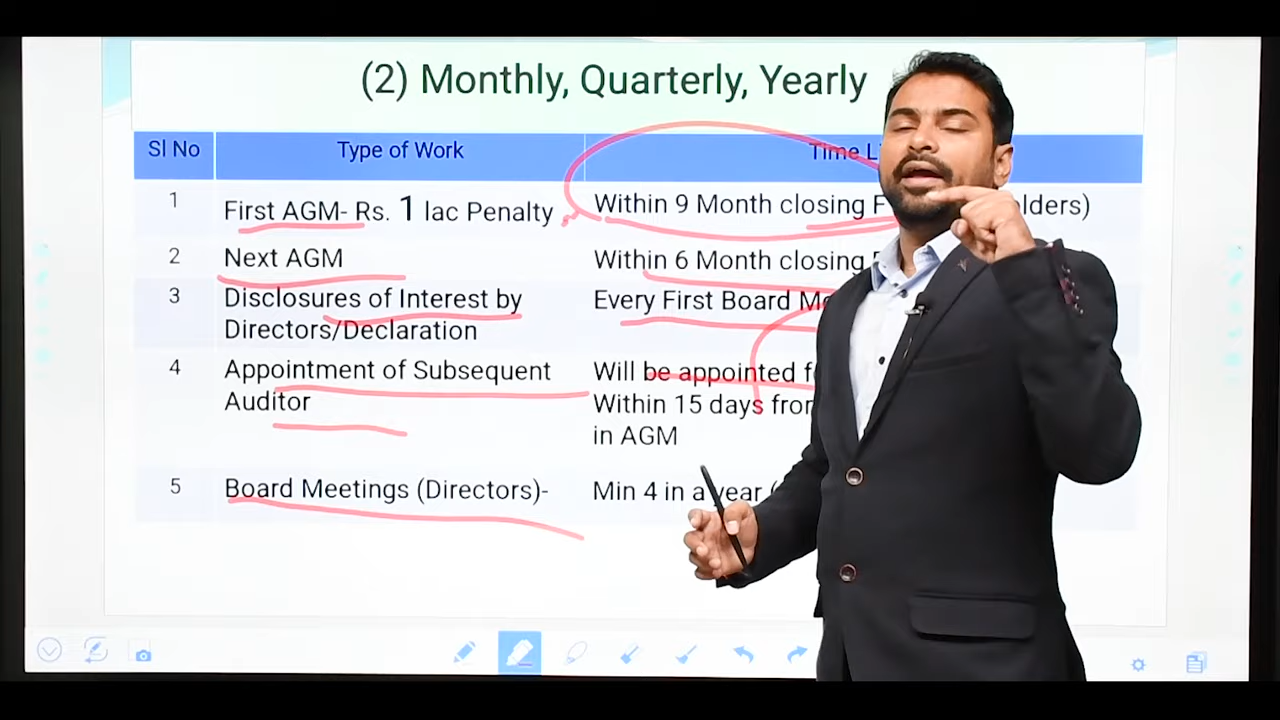 (2) Monthly, Quarterly, Yearly
Sl No Type of Work Time
1 First AGM- Rs. 1 lac Penalty Within 9 Month closing
2 Next AGM Within 6 Month closing
3 Disclosures of Interest by Every First Board
Directors/Declaration
4 Appointment of Subsequent Will be appointed
Auditor Within 15 days
in AGM
5 Board Meetings (Directors)- Min 4 in a year